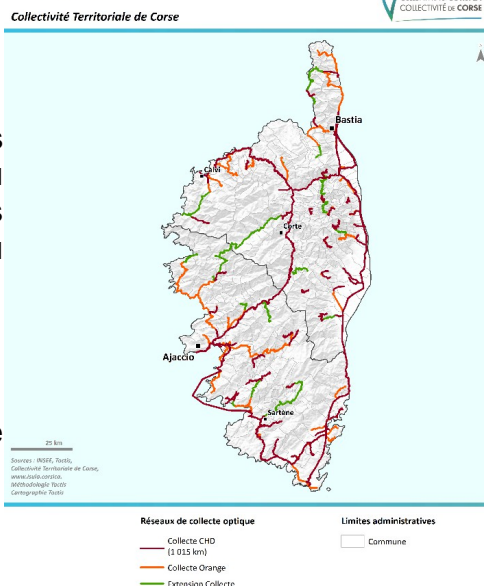 Collectivité Territoriale de Corse
COLLECTIVITÉ DE CORSE
Bastia
Calvi
Corte
Ajaccio
Sartène
25 km
Sources : INSEE, Tactis,
Collectivité Territoriale de Corse,
www.isula.corsica.
Méthodologie Tactis
Cartographie Tactis
Réseaux de collecte optique
Limites administratives
Collecte CHD
(1 015 km)
Commune
Collecte Orange
Extension Collecte